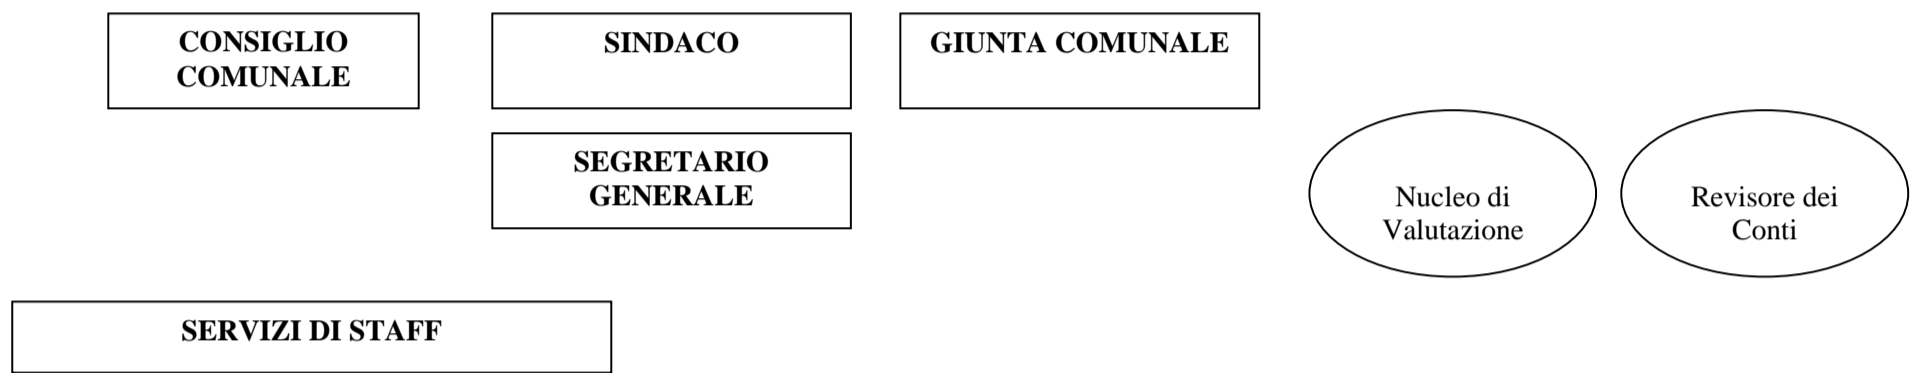 CONSIGLIO
COMUNALE
SINDACO
GIUNTA COMUNALE
SEGRETARIO
GENERALE
Nucleo di
Valutazione
Revisore dei
Conti
SERVIZI DI STAFF